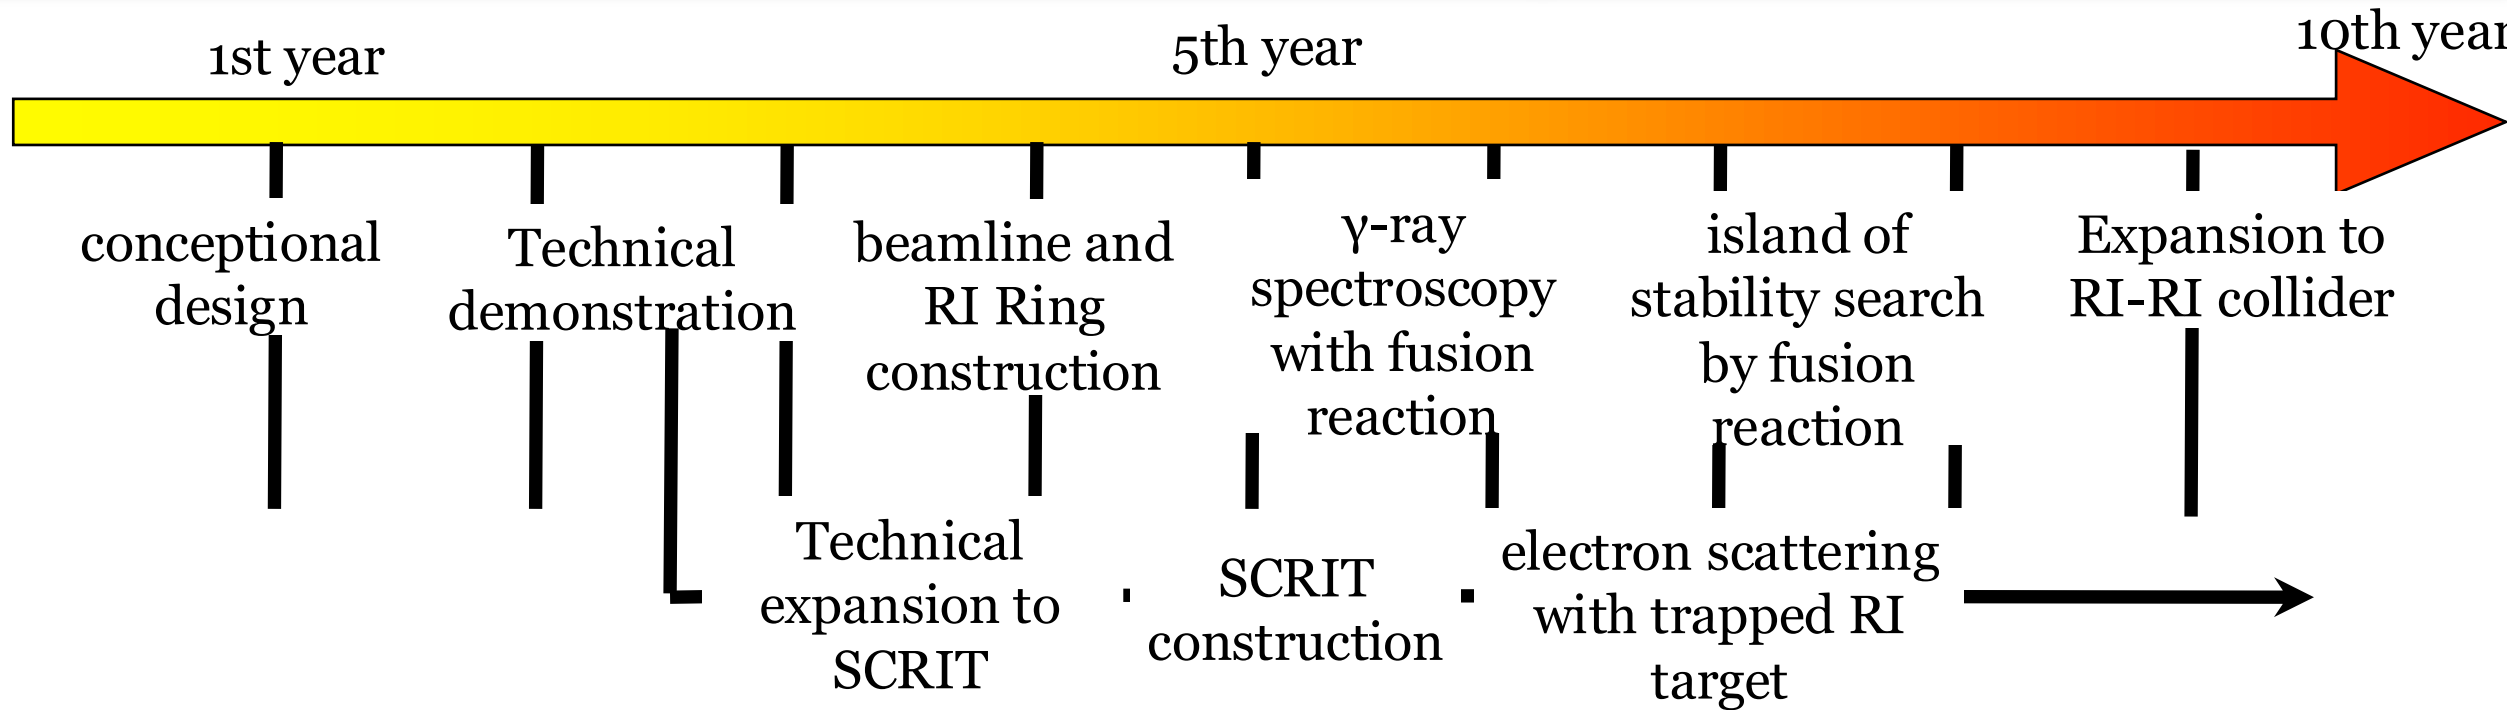 1st year
5th year
10th year
conceptional
design
Technical
demonstration
beamline and
RI Ring
construction
γ-ray
spectroscopy
with fusion
reaction
island of
stability search
by fusion
reaction
Expansion to
RI-RI collider
Technical
expansion to
SCRIT
SCRIT
construction
electron scattering
with trapped RI
target